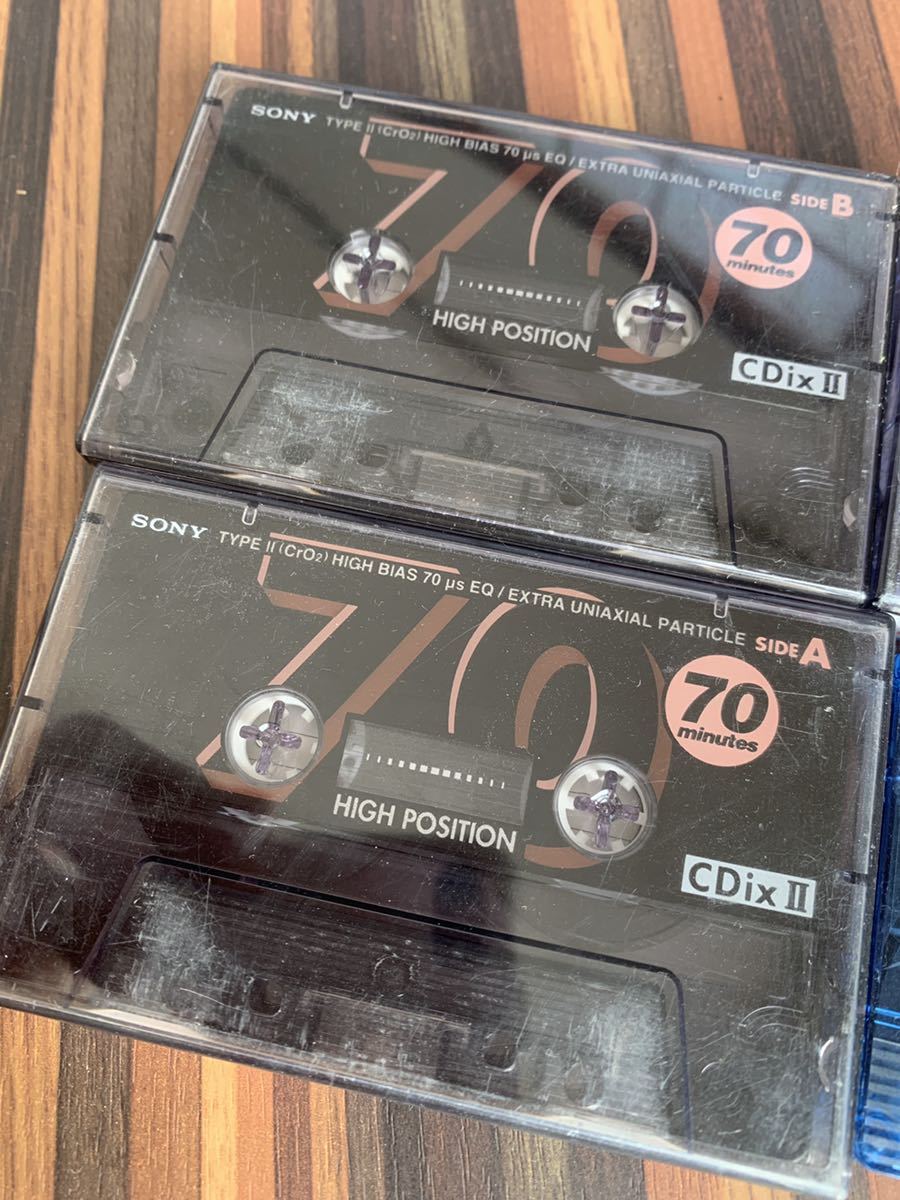 SONY TYPE II (CrO2) HIGH BIAS 70 µs EQ / EXTRA UNIAXIAL PARTICLE SIDE B
70
70
minutes
HIGH POSITION
CDix II
SONY TYPE II (CrO2) HIGH BIAS 70 µs EQ / EXTRA UNIAXIAL PARTICLE SIDE A
70
70
minutes
HIGH POSITION
CDix II